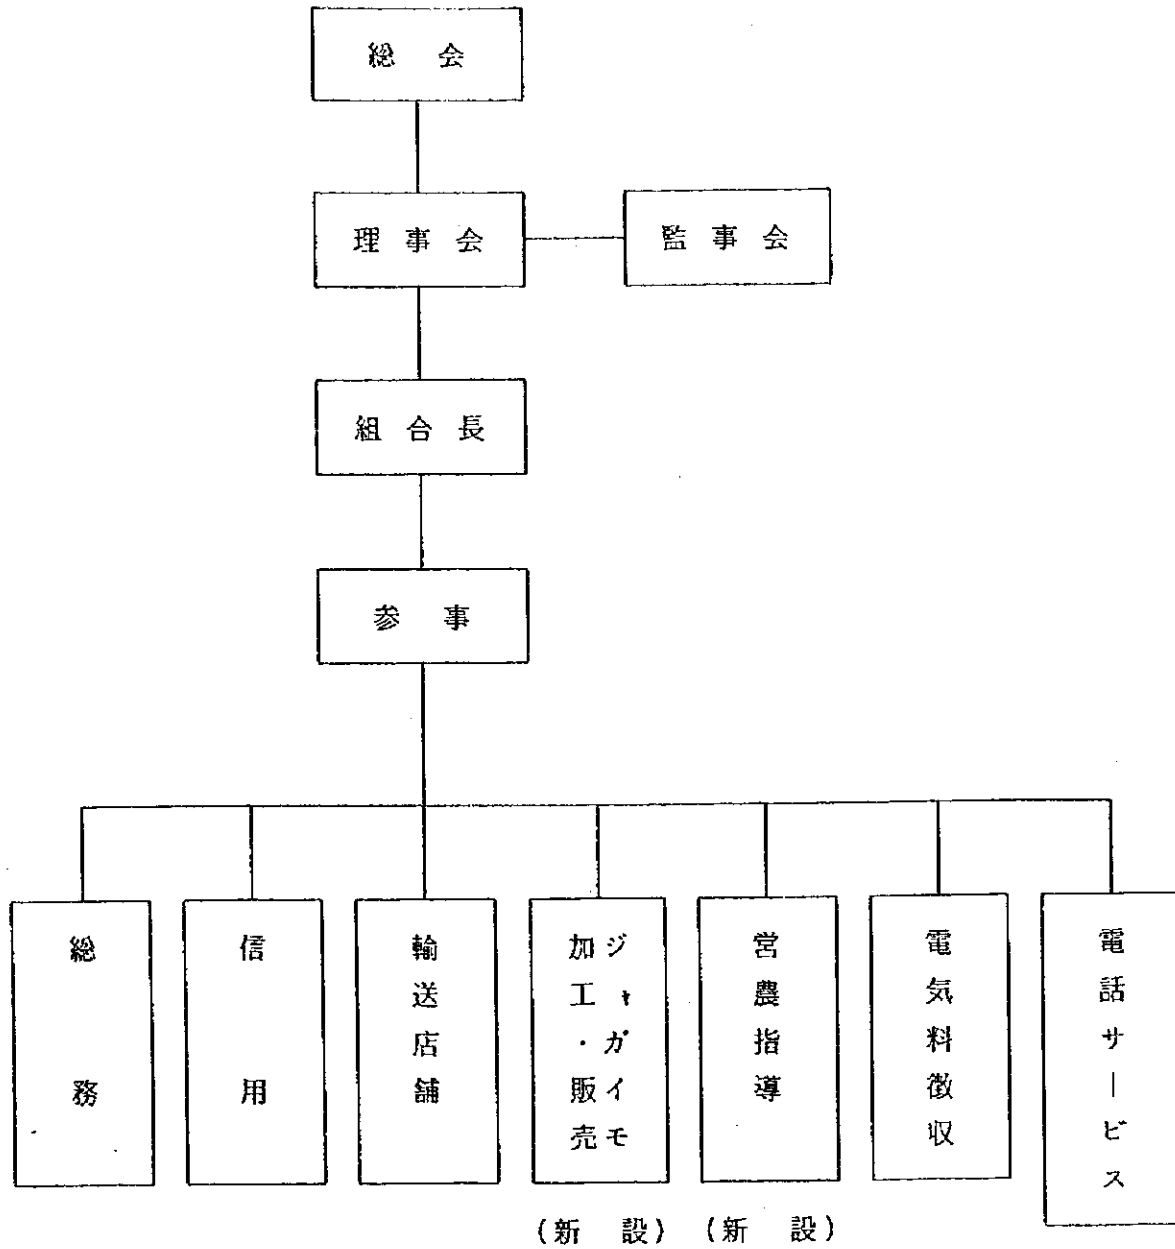 総会
理事会
監事会
組合長
参事
総務
信用
輸送店舗
ジャガイモ
加工・販売
営農指導
電気料徴収
電話サービス
(新設)
(新設)